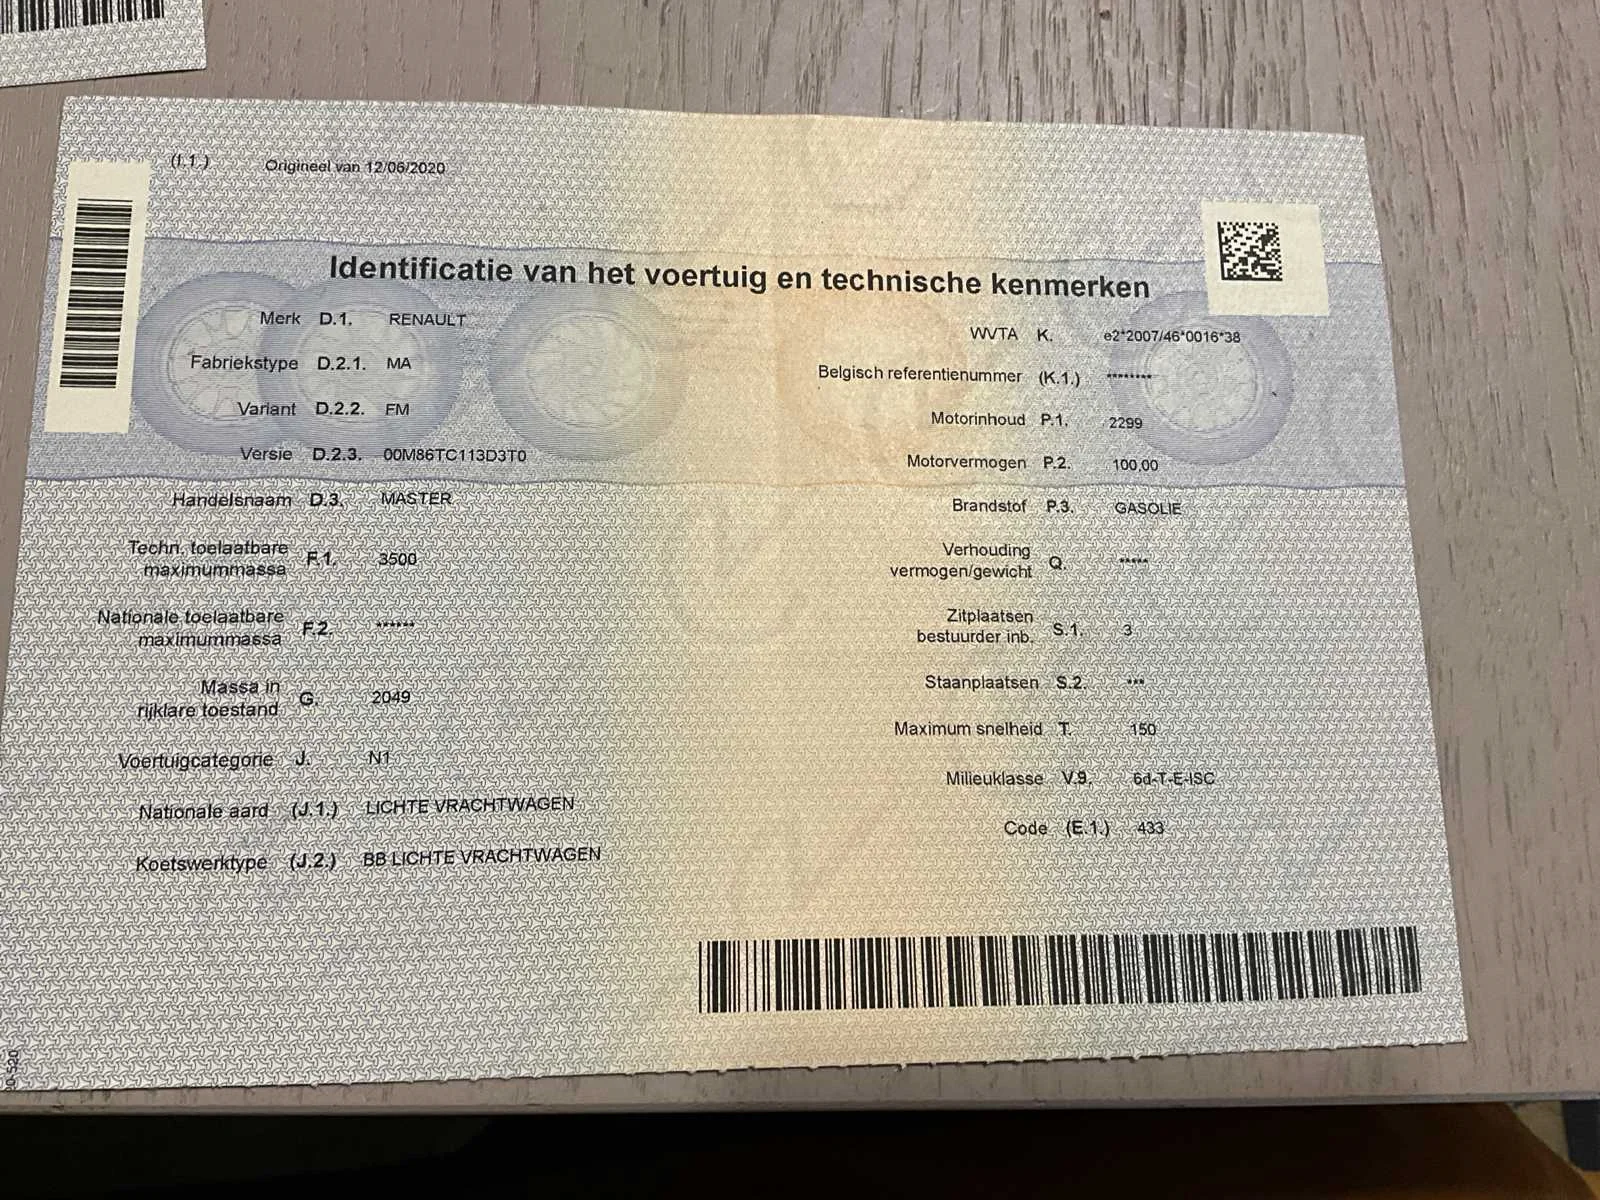 (I.1.) Origineel van 12/06/2020
Identificatie van het voertuig en technische kenmerken
Merk D.1. RENAULT
Fabriekstype D.2.1. MA
Variant D.2.2. FM
Versie D.2.3. 00M86TC113D3T0
Handelsnaam D.3. MASTER
Techn. toelaatbare
maximummassa F.1. 3500
Nationale toelaatbare
maximummassa F.2. ******
Massa in
rijklare toestand G. 2049
Voertuigcategorie J. N1
Nationale aard (J.1.) LICHTE VRACHTWAGEN
Koetswerktype (J.2.) BB LICHTE VRACHTWAGEN
WVTA K. e2*2007/46*0016*38
Belgisch referentienummer (K.1.) ********
Motorinhoud P.1. 2299
Motorvermogen P.2. 100,00
Brandstof P.3. GASOLIE
Verhouding
vermogen/gewicht Q. *****
Zitplaatsen
bestuurder inb. S.1. 3
Staanplaatsen S.2. ***
Maximum snelheid T. 150
Milieuklasse V.9. 6d-T-E-ISC
Code (E.1.) 433